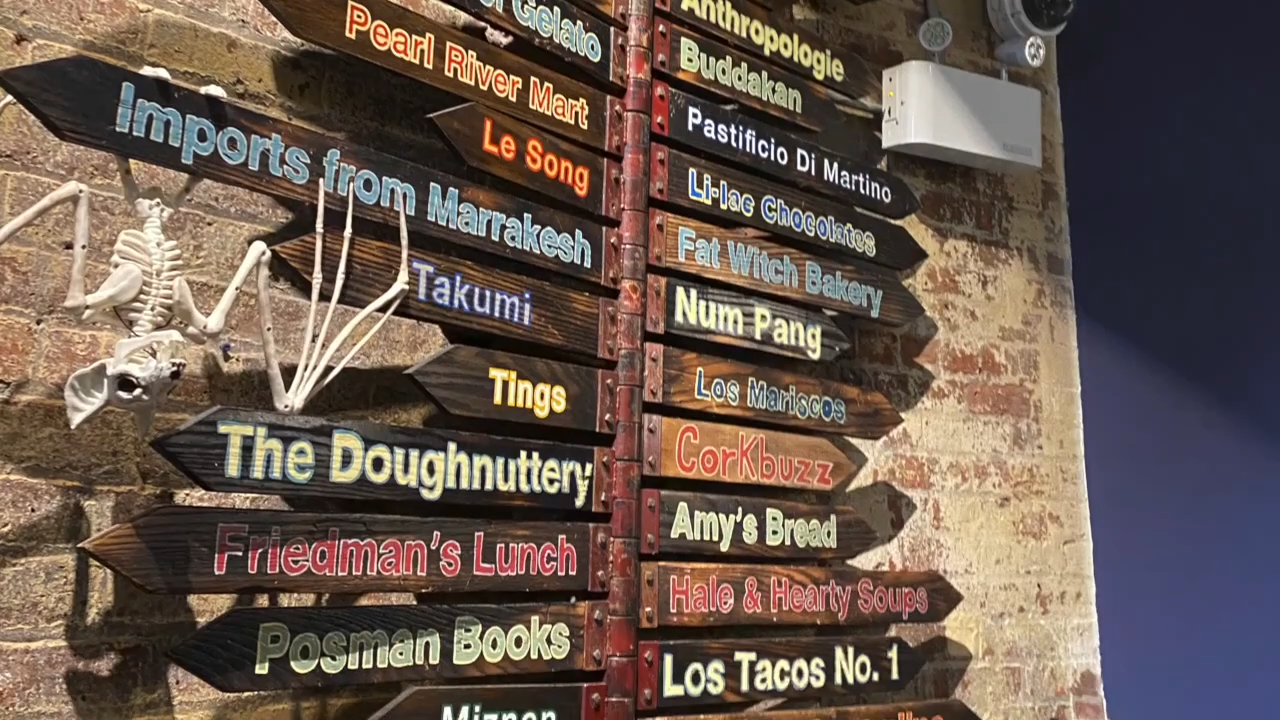 Gelato
Pearl River Mart
Le Song
Imports from Marrakesh
Takumi
Tings
The Doughnuttery
Friedman's Lunch
Posman Books
Miznon
Anthropologie
Buddakan
Pastificio Di Martino
Li-lac Chocolates
Fat Witch Bakery
Num Pang
Los Mariscos
CorKbuzz
Amy's Bread
Hale & Hearty Soups
Los Tacos No. 1